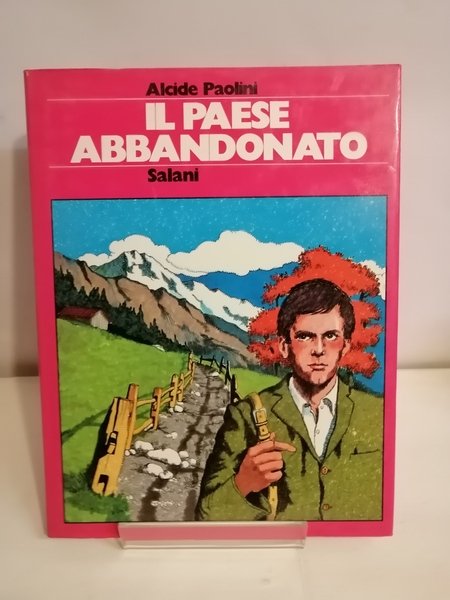 Alcide Paolini
IL PAESE
ABBANDONATO
Salani